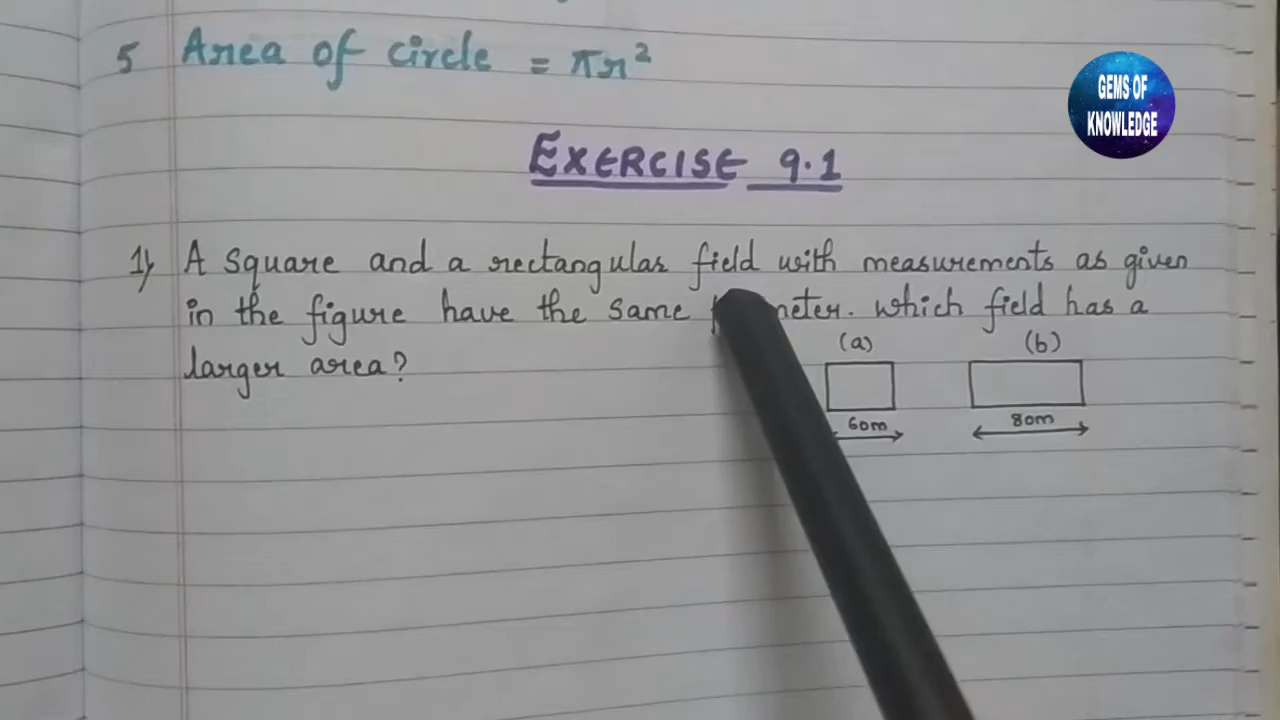 5 Area of circle = πr²
GEMS OF
KNOWLEDGE
EXERCISE 9.1
1) A square and a rectangular field with measurements as given
in the figure have the same meter. which field has a
larger area?
(a) (b)
60m 80m